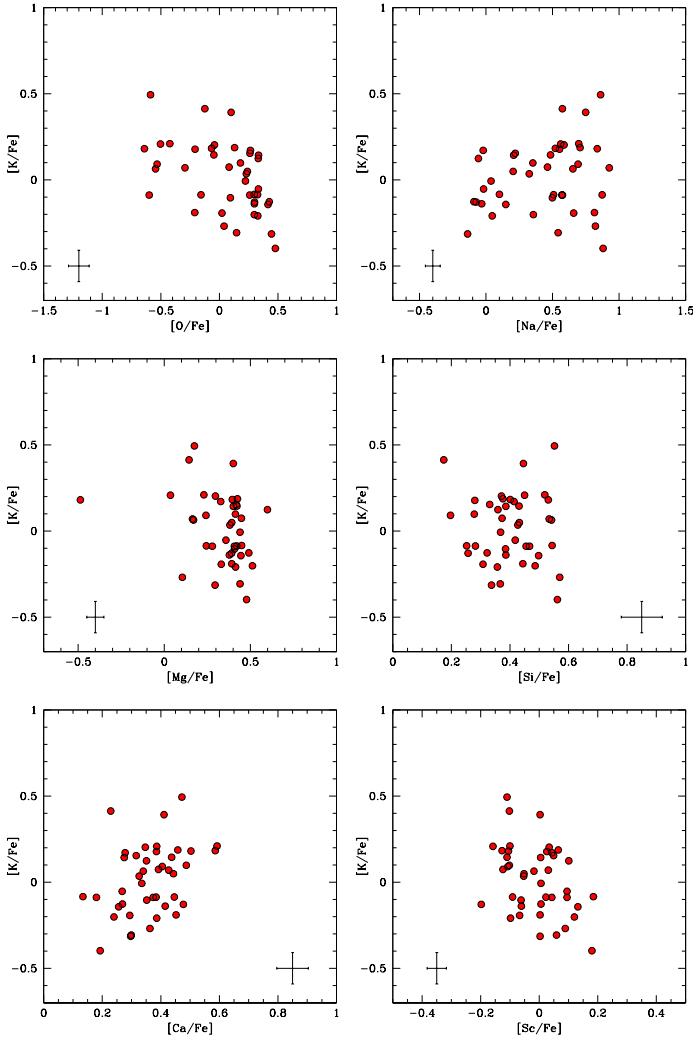 1 1
0.5 0.5
[K/Fe] [K/Fe]
0 0
−0.5 −0.5
−1.5 −1 −0.5 0 0.5 1 −0.5 0 0.5 1 1.5
[O/Fe] [Na/Fe]
1 1
0.5 0.5
[K/Fe] [K/Fe]
0 0
−0.5 −0.5
−0.5 0 0.5 1 0 0.2 0.4 0.6 0.8 1
[Mg/Fe] [Si/Fe]
1 1
0.5 0.5
[K/Fe] [K/Fe]
0 0
−0.5 −0.5
0 0.2 0.4 0.6 0.8 1 −0.4 −0.2 0 0.2 0.4
[Ca/Fe] [Sc/Fe]